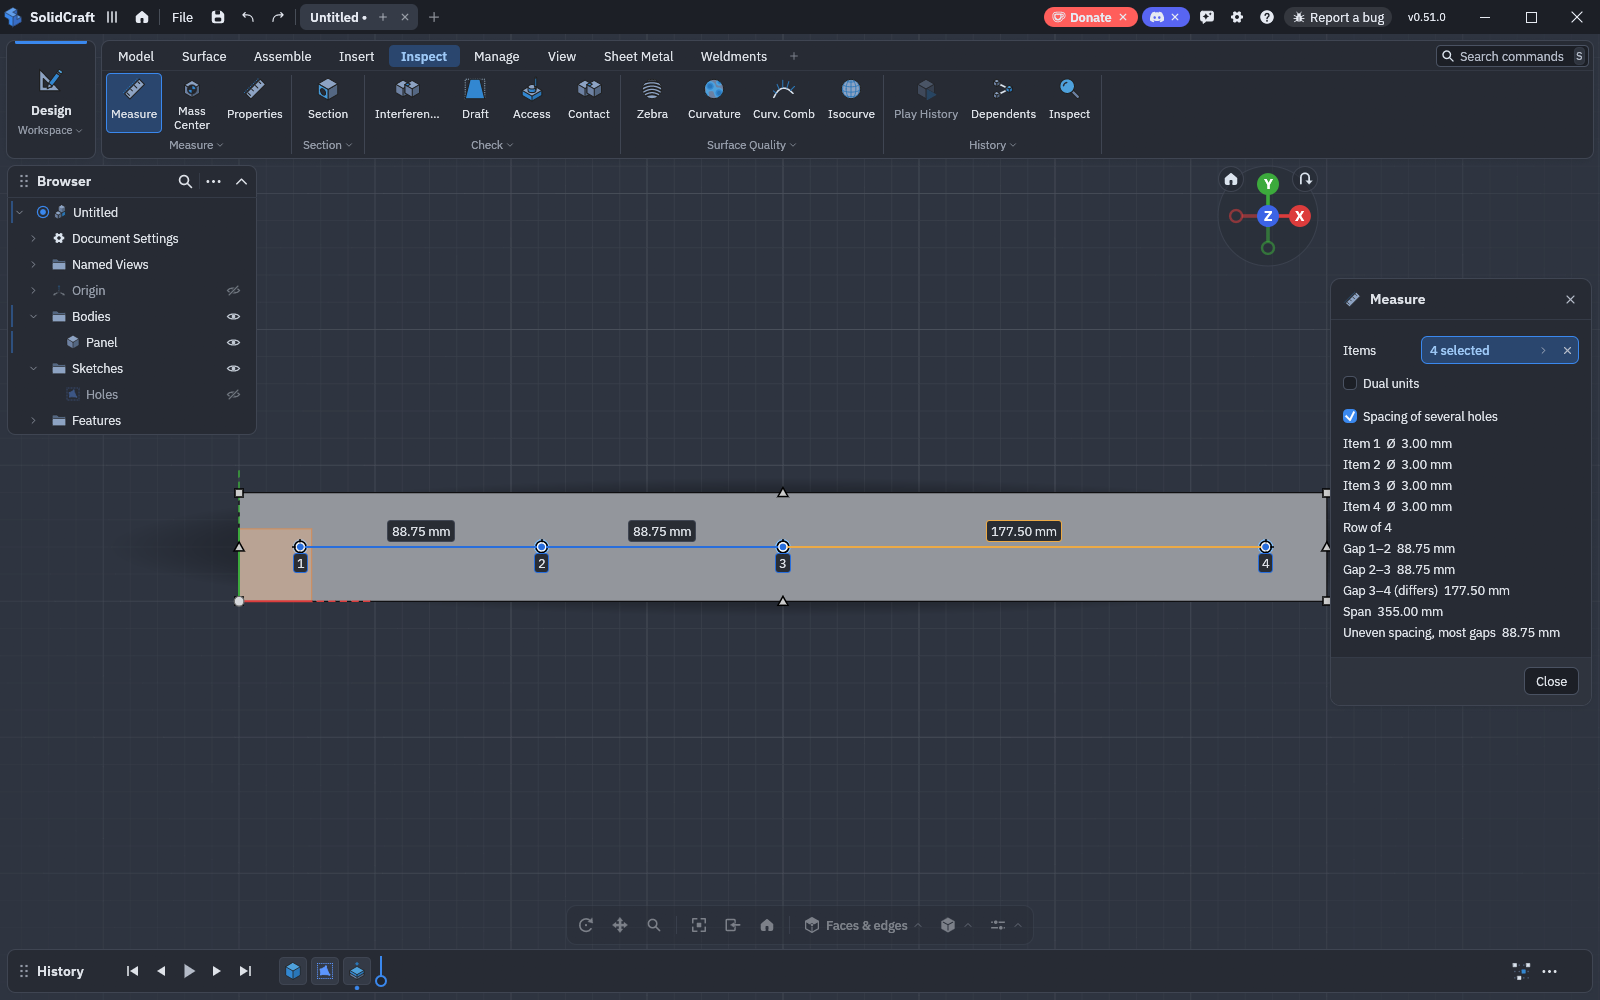 SolidCraft
File
Untitled •
Donate
Report a bug
v0.51.0
Design
Workspace
Model
Surface
Assemble
Insert
Inspect
Manage
View
Sheet Metal
Weldments
Search commands
S
Measure
Mass Center
Properties
Section
Interferen...
Draft
Access
Contact
Zebra
Curvature
Curv. Comb
Isocurve
Play History
Dependents
Inspect
Measure
Section
Check
Surface Quality
History
Browser
Untitled
Document Settings
Named Views
Origin
Bodies
Panel
Sketches
Holes
Features
Y
Z
X
88.75 mm
88.75 mm
177.50 mm
1
2
3
4
Measure
Items
4 selected
Dual units
Spacing of several holes
Item 1 Ø 3.00 mm
Item 2 Ø 3.00 mm
Item 3 Ø 3.00 mm
Item 4 Ø 3.00 mm
Row of 4
Gap 1–2 88.75 mm
Gap 2–3 88.75 mm
Gap 3–4 (differs) 177.50 mm
Span 355.00 mm
Uneven spacing, most gaps 88.75 mm
Close
Faces & edges
History